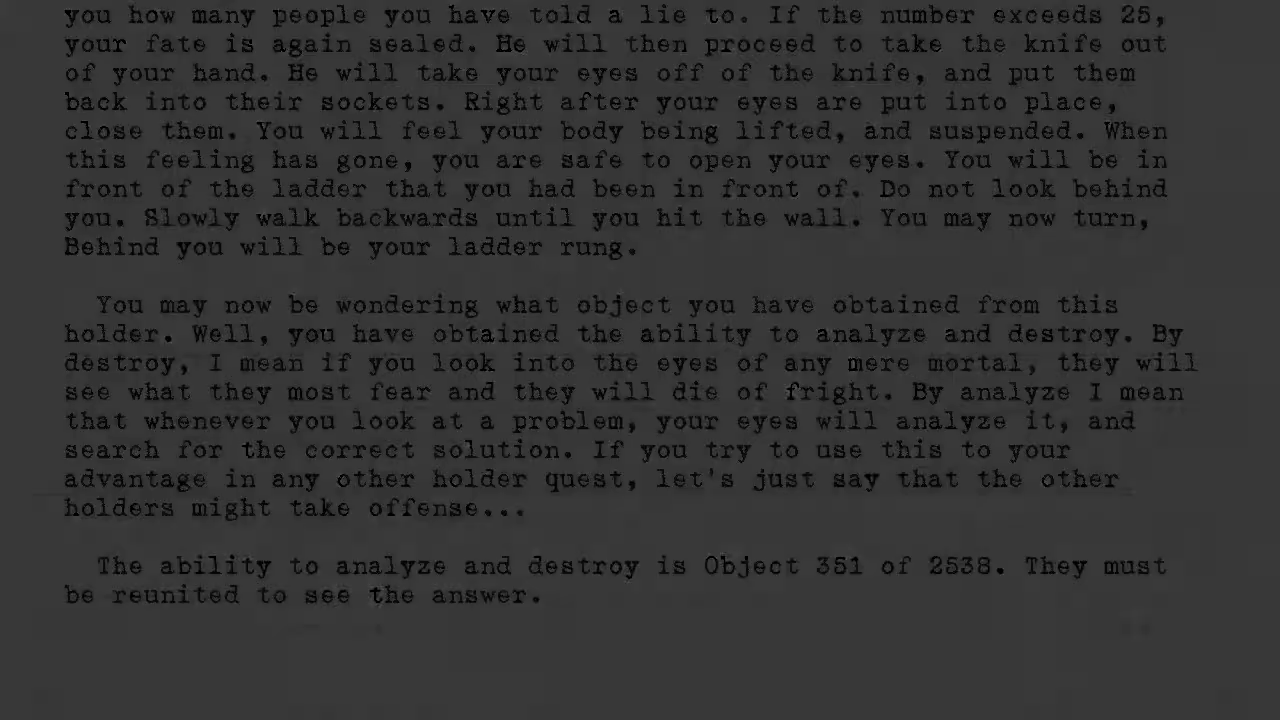 you how many people you have told a lie to. If the number exceeds 25,
your fate is again sealed. He will then proceed to take the knife out
of your hand. He will take your eyes off of the knife, and put them
back into their sockets. Right after your eyes are put into place,
close them. You will feel your body being lifted, and suspended. When
this feeling has gone, you are safe to open your eyes. You will be in
front of the ladder that you had been in front of. Do not look behind
you. Slowly walk backwards until you hit the wall. You may now turn,
Behind you will be your ladder rung.
You may now be wondering what object you have obtained from this
holder. Well, you have obtained the ability to analyze and destroy. By
destroy, I mean if you look into the eyes of any mere mortal, they will
see what they most fear and they will die of fright. By analyze I mean
that whenever you look at a problem, your eyes will analyze it, and
search for the correct solution. If you try to use this to your
advantage in any other holder quest, let's just say that the other
holders might take offense...
The ability to analyze and destroy is Object 351 of 2538. They must
be reunited to see the answer.